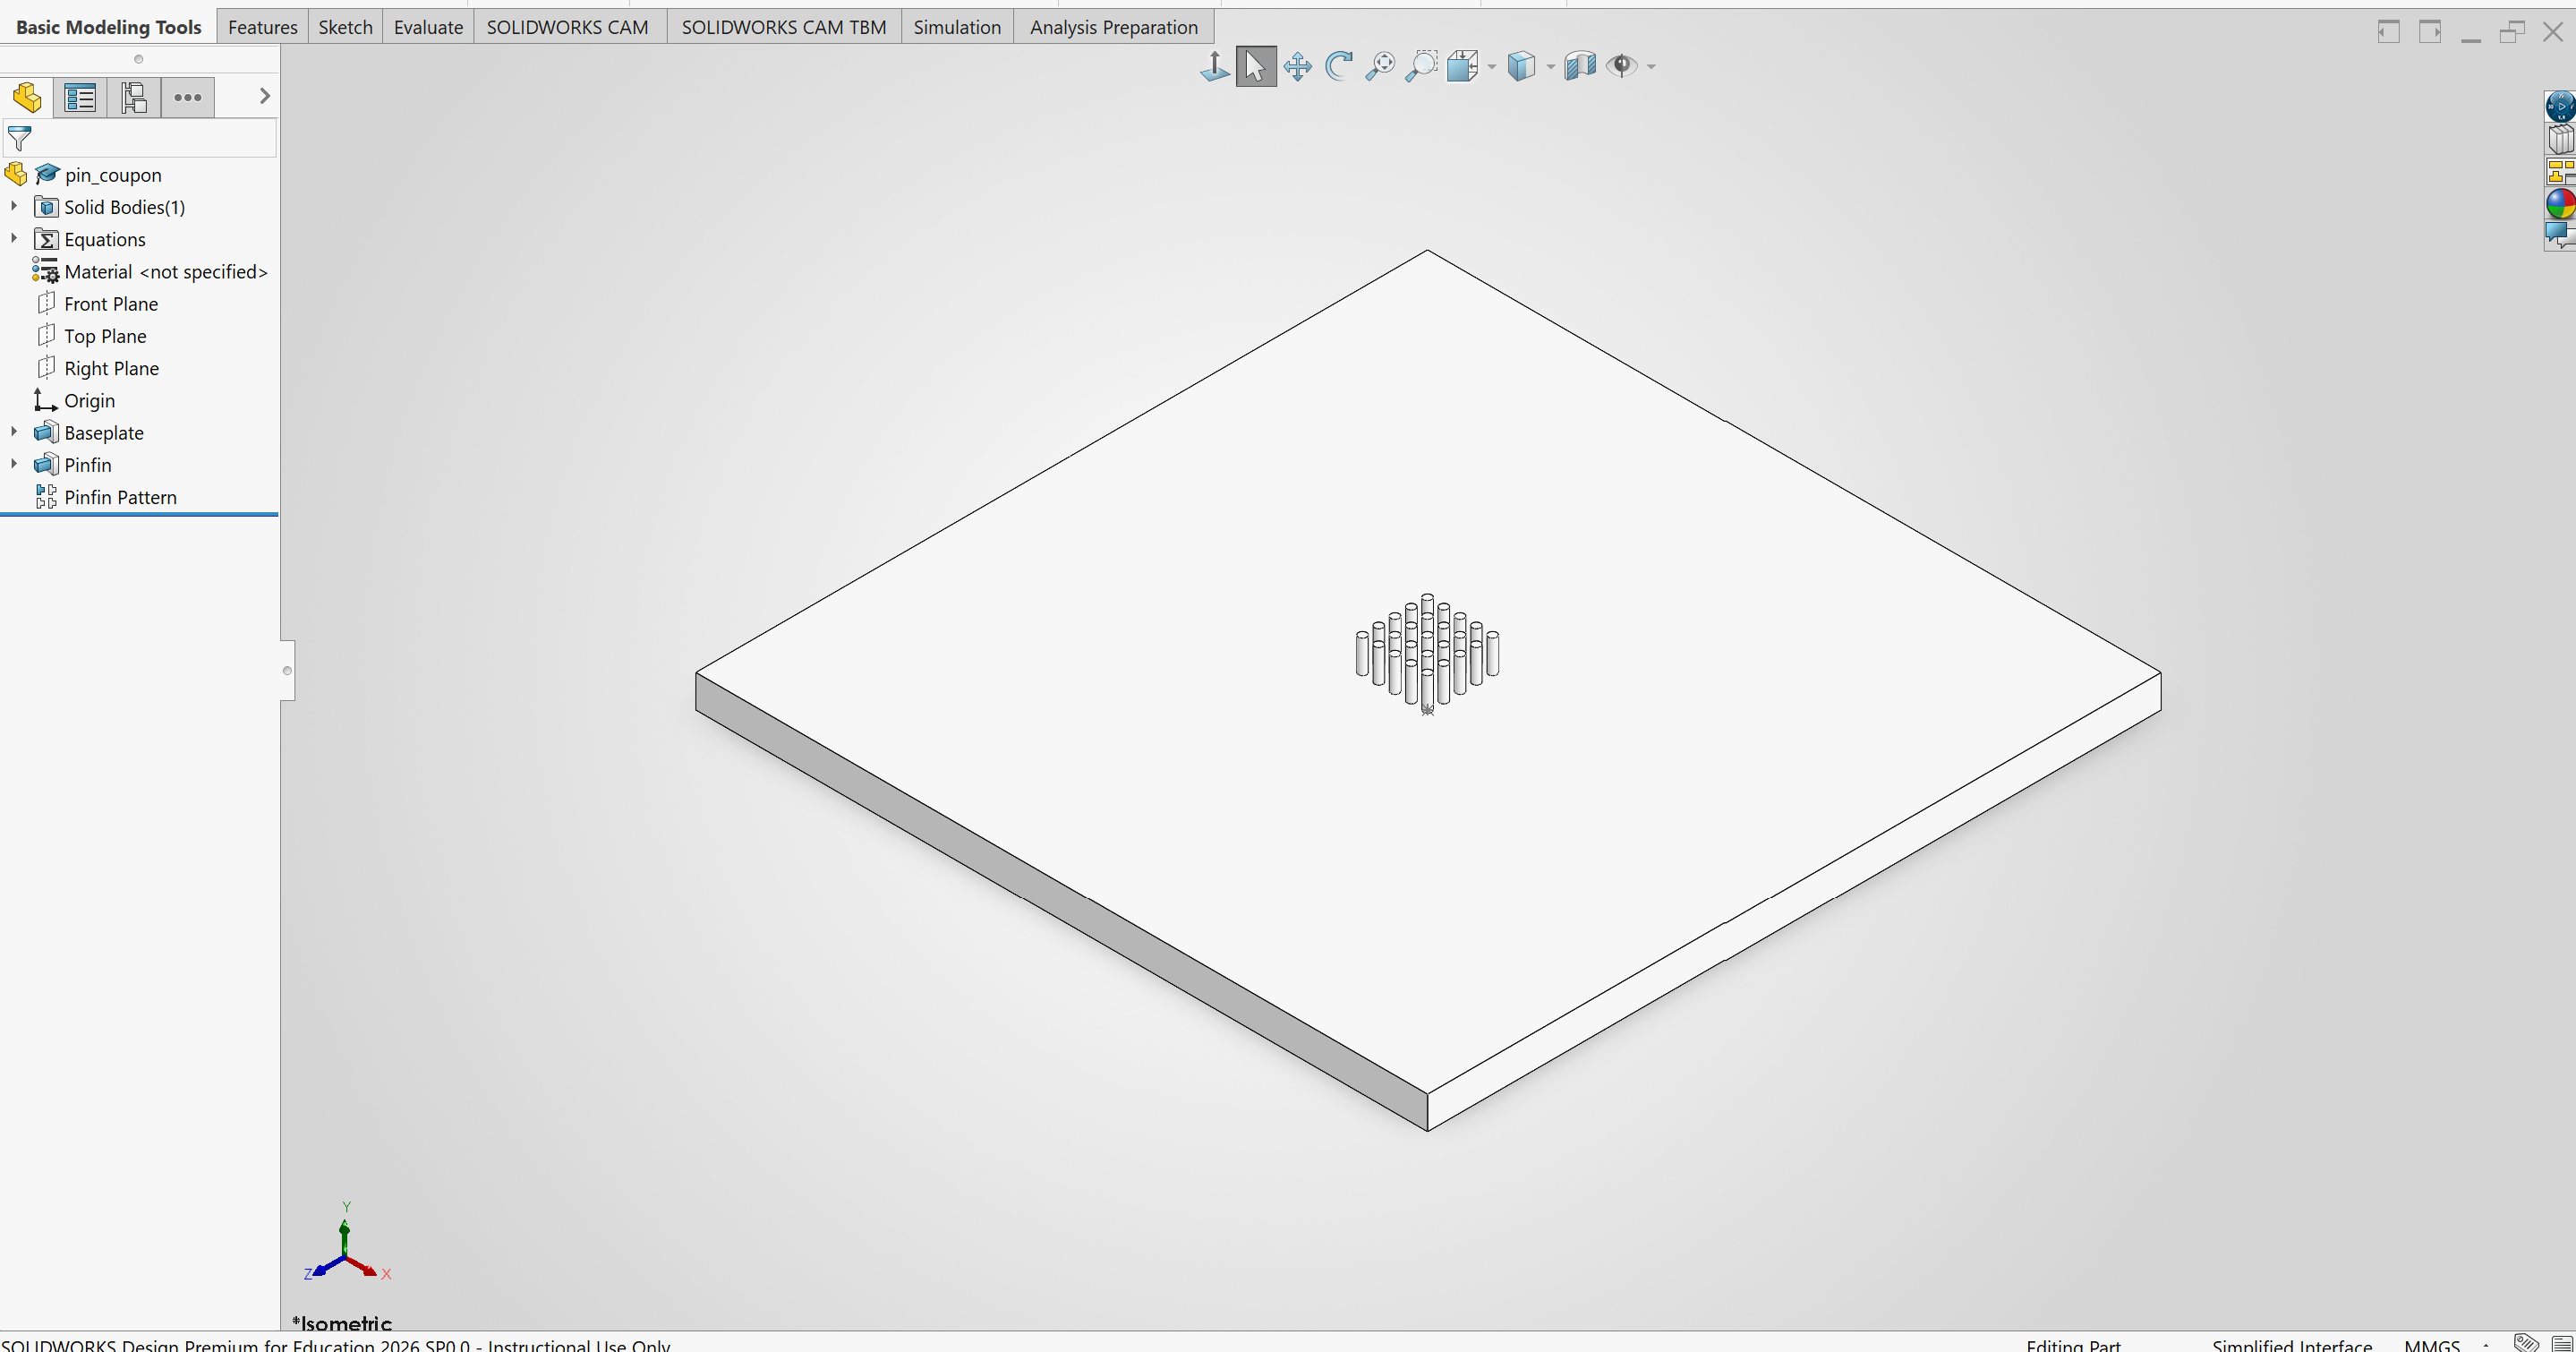 Basic Modeling Tools
Features
Sketch
Evaluate
SOLIDWORKS CAM
SOLIDWORKS CAM TBM
Simulation
Analysis Preparation
pin_coupon
Solid Bodies(1)
Equations
Material <not specified>
Front Plane
Top Plane
Right Plane
Origin
Baseplate
Pinfin
Pinfin Pattern
Y
Z
X
*Isometric
SOLIDWORKS Design Premium for Education 2026 SP0.0 - Instructional Use Only
Editing Part
Simplified Interface
MMGS